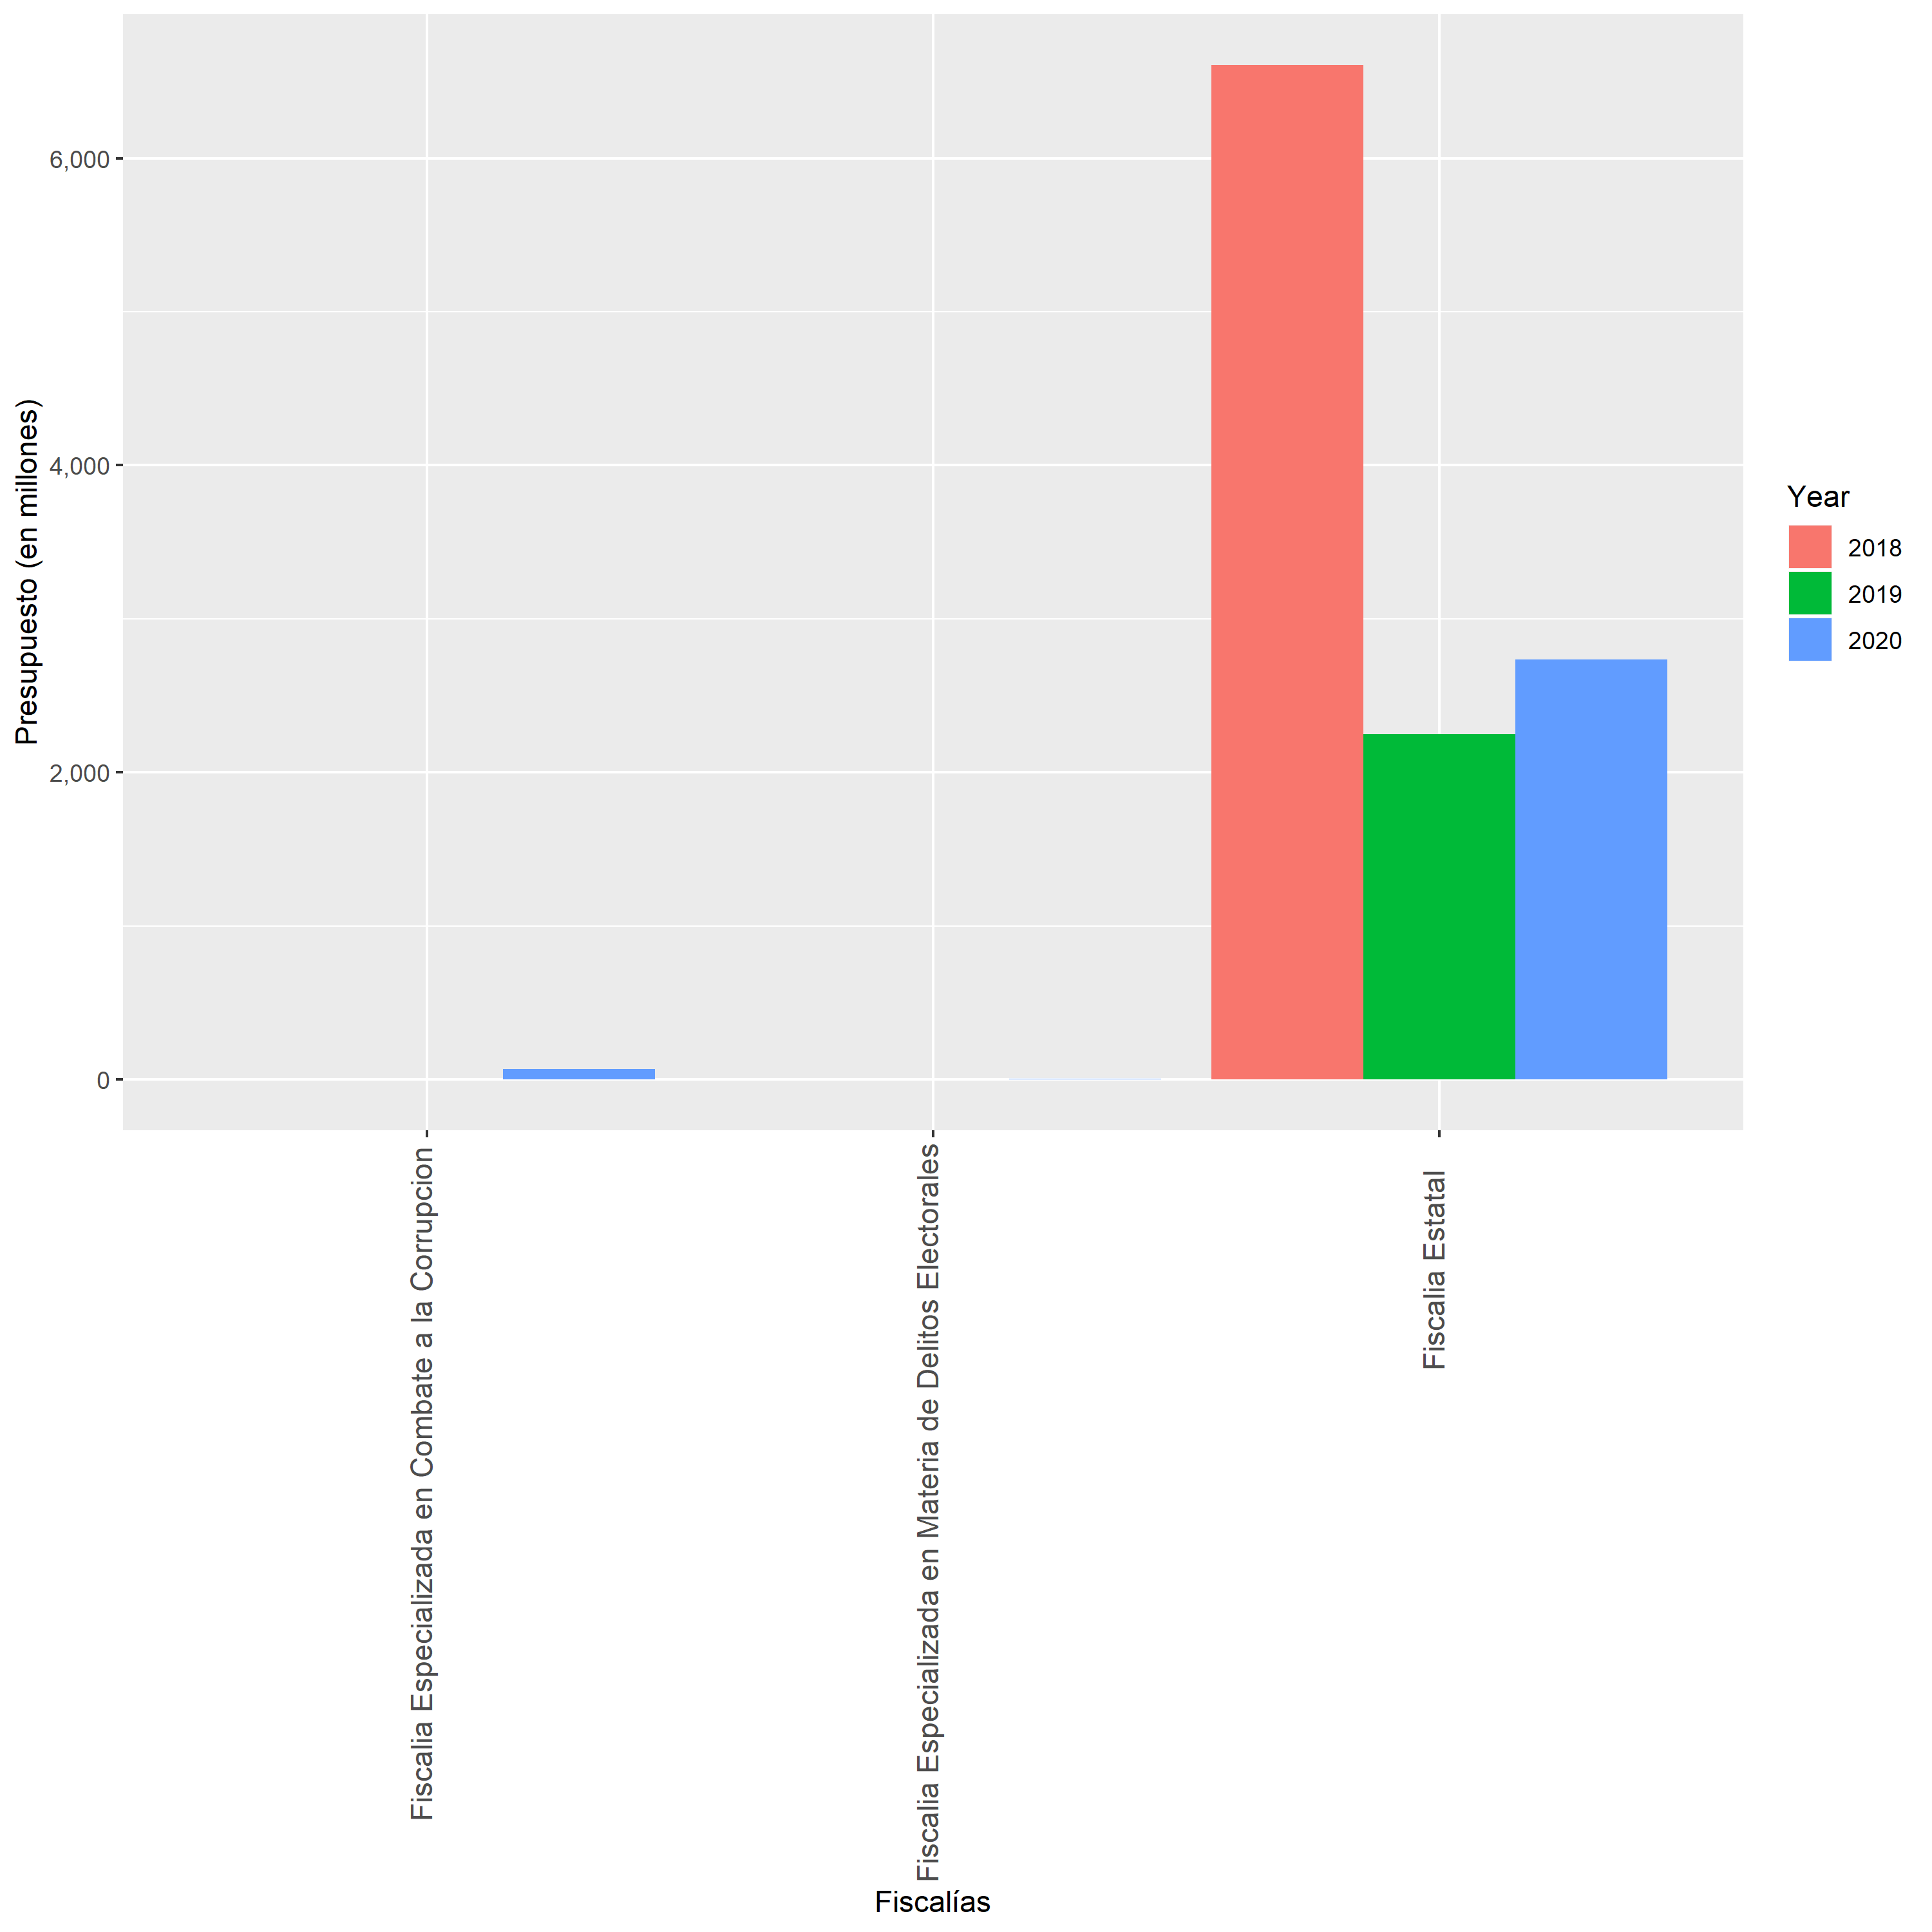 Presupuesto (en millones)
6,000
4,000
2,000
0
Year
2018
2019
2020
Fiscalia Especializada en Combate a la Corrupcion
Fiscalia Especializada en Materia de Delitos Electorales
Fiscalia Estatal
Fiscalías